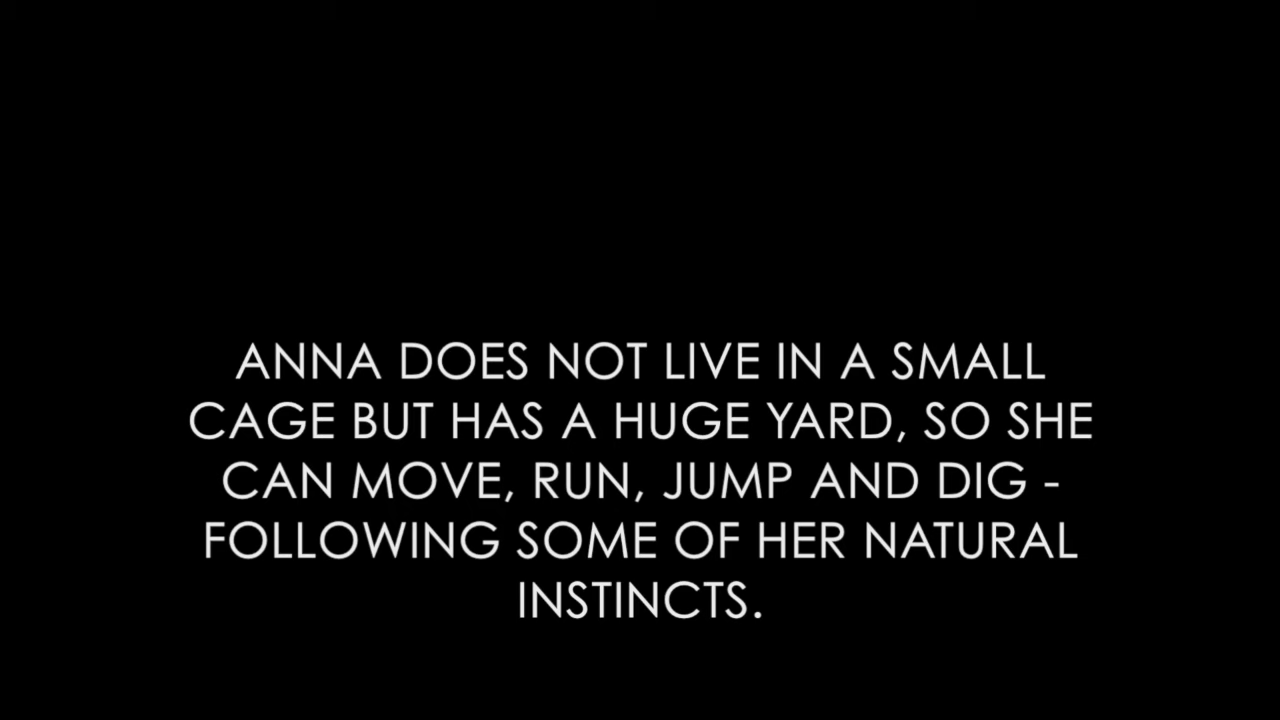 ANNA DOES NOT LIVE IN A SMALL
CAGE BUT HAS A HUGE YARD, SO SHE
CAN MOVE, RUN, JUMP AND DIG -
FOLLOWING SOME OF HER NATURAL
INSTINCTS.